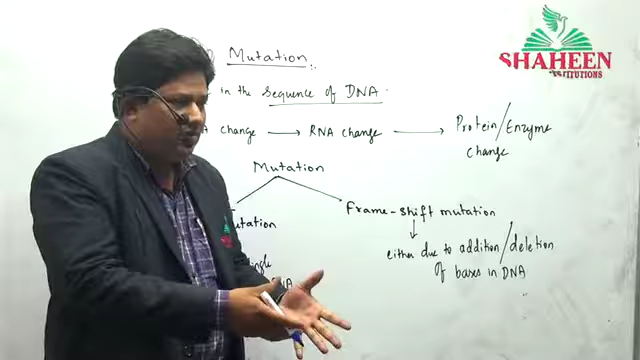 SHAHEEN
Mutation :.
in the sequence of DNA.
change → RNA change → Protein/Enzyme change
Mutation
Frame-shift mutation
either due to addition/deletion
of bases in DNA